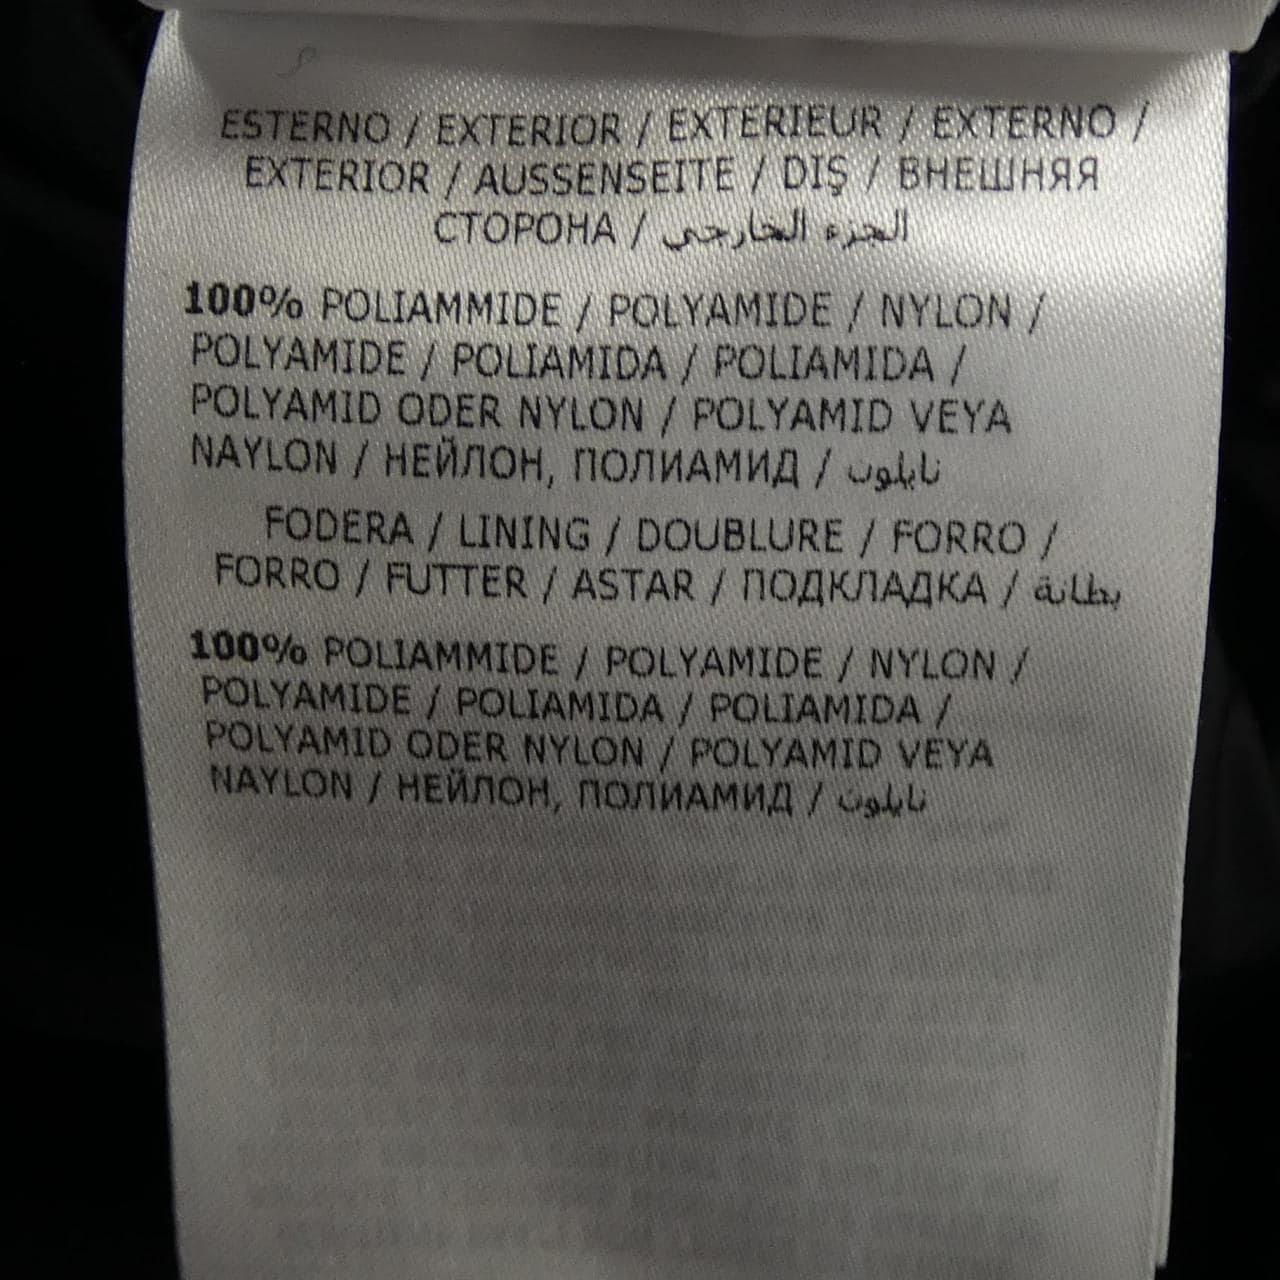 ESTERNO / EXTERIOR / EXTERIEUR / EXTERNO /
EXTERIOR / AUSSENSEITE / DIŞ / ВНЕШНЯЯ
СТОРОНА / الجزء الخارجي
100% POLIAMMIDE / POLYAMIDE / NYLON /
POLYAMIDE / POLIAMIDA / POLIAMIDA /
POLYAMID ODER NYLON / POLYAMID VEYA
NAYLON / НЕЙЛОН, ПОЛИАМИД / نايلون
FODERA / LINING / DOUBLURE / FORRO /
FORRO / FUTTER / ASTAR / ПОДКЛАДКА / بطانة
100% POLIAMMIDE / POLYAMIDE / NYLON /
POLYAMIDE / POLIAMIDA / POLIAMIDA /
POLYAMID ODER NYLON / POLYAMID VEYA
NAYLON / НЕЙЛОН, ПОЛИАМИД / نايلون